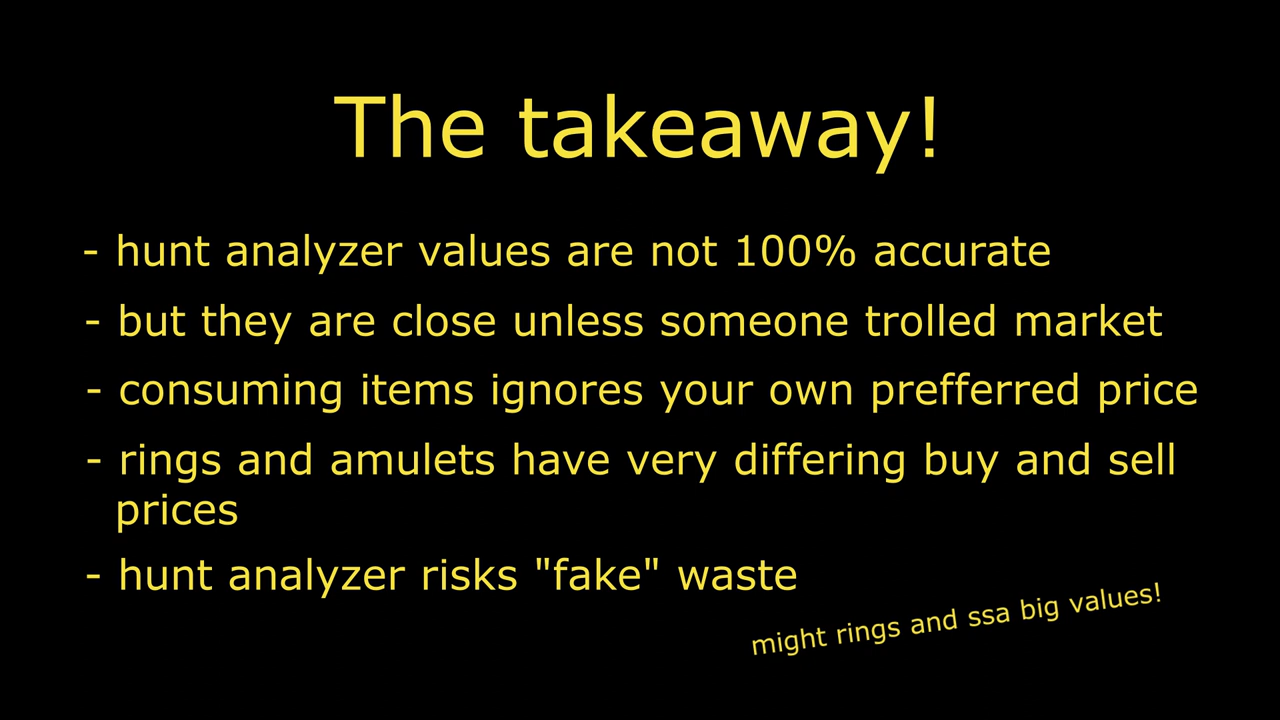 The takeaway!
- hunt analyzer values are not 100% accurate
- but they are close unless someone trolled market
- consuming items ignores your own prefferred price
- rings and amulets have very differing buy and sell
prices
- hunt analyzer risks "fake" waste
might rings and ssa big values!